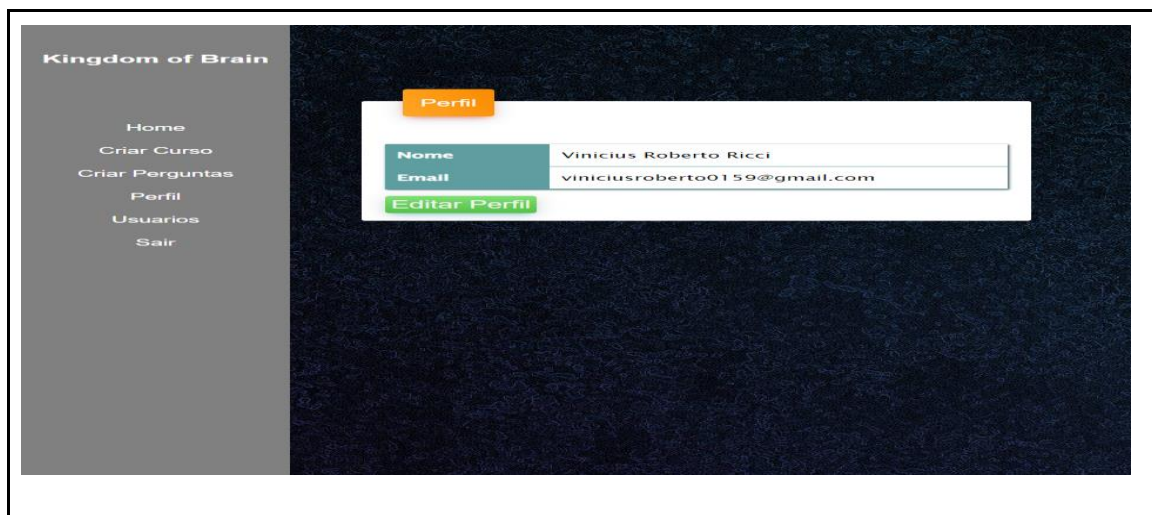 Kingdom of Brain
Home
Criar Curso
Criar Perguntas
Perfil
Usuarios
Sair
Perfil
Nome Vinicius Roberto Ricci
Email viniciusroberto0159@gmail.com
Editar Perfil